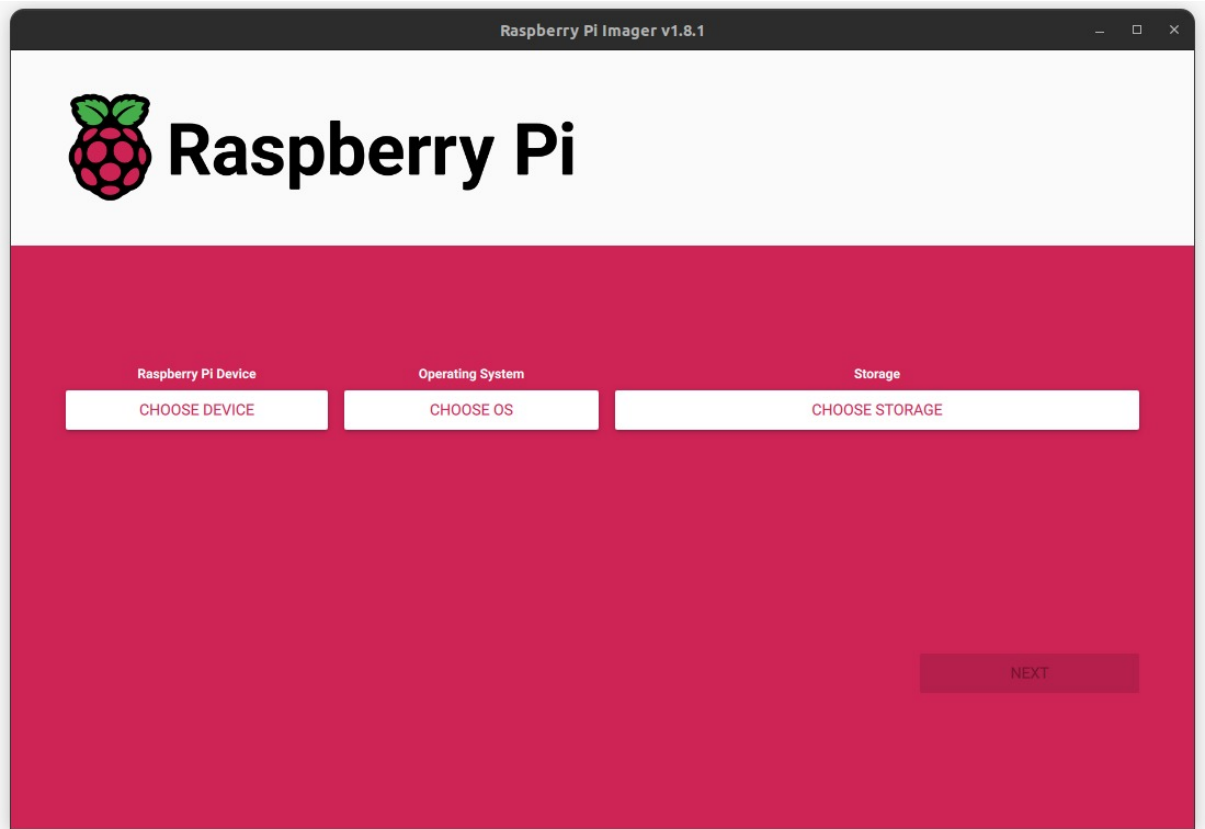 Raspberry Pi Imager v1.8.1
Raspberry Pi
Raspberry Pi Device
Operating System
Storage
CHOOSE DEVICE
CHOOSE OS
CHOOSE STORAGE
NEXT